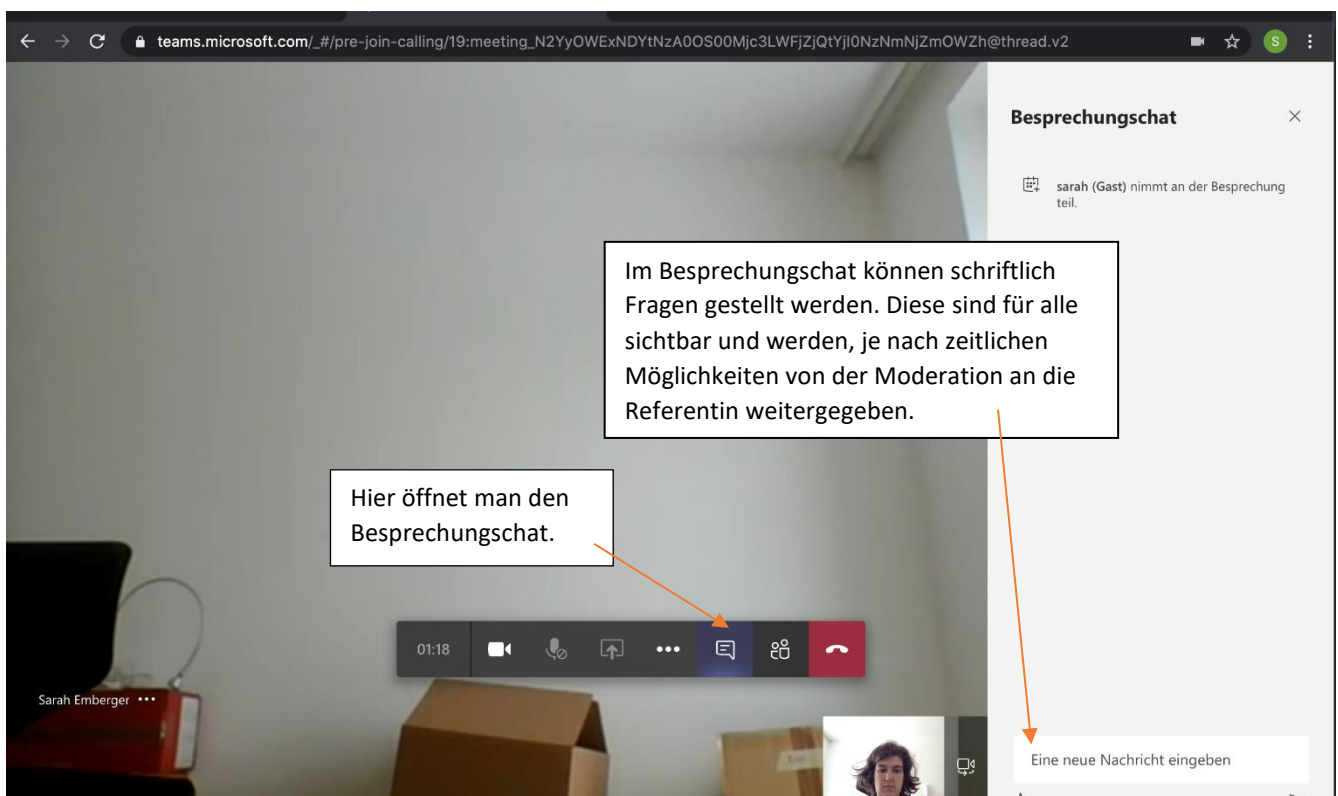 teams.microsoft.com/_#/pre-join-calling/19:meeting_N2YyOWExNDYtNzA0OS00Mjc3LWFjZjQtYjI0NzNmNjZmOWZh@thread.v2
S
Besprechungschat
sarah (Gast) nimmt an der Besprechung
teil.
Im Besprechungschat können schriftlich
Fragen gestellt werden. Diese sind für alle
sichtbar und werden, je nach zeitlichen
Möglichkeiten von der Moderation an die
Referentin weitergegeben.
Hier öffnet man den
Besprechungschat.
01:18
Sarah Emberger
Eine neue Nachricht eingeben